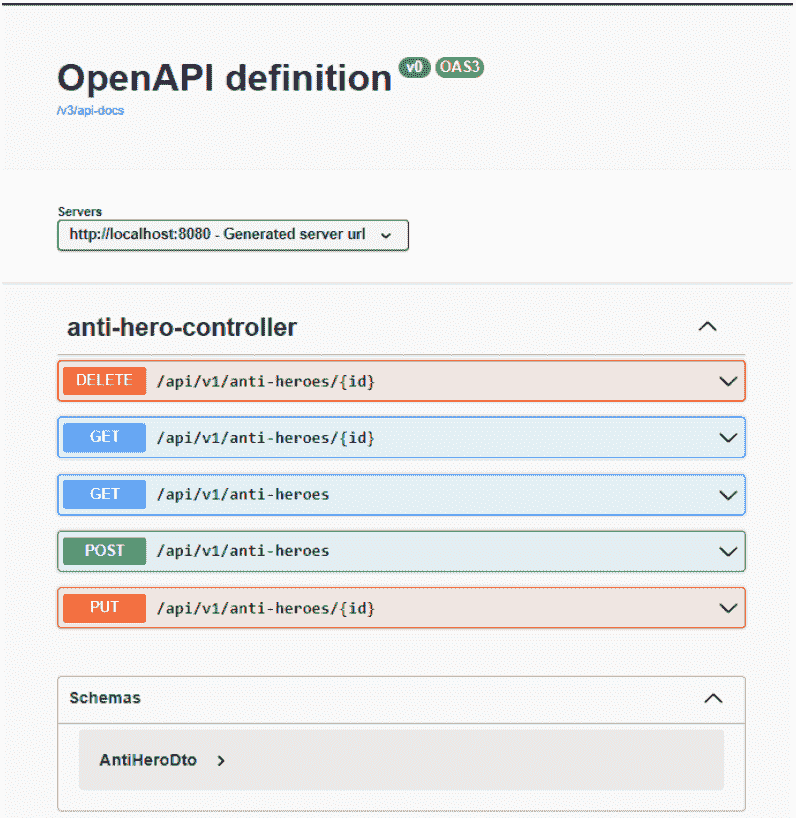 OpenAPI definition v0 OAS3
/v3/api-docs
Servers
http://localhost:8080 - Generated server url
anti-hero-controller
DELETE /api/v1/anti-heroes/{id}
GET /api/v1/anti-heroes/{id}
GET /api/v1/anti-heroes
POST /api/v1/anti-heroes
PUT /api/v1/anti-heroes/{id}
Schemas
AntiHeroDto